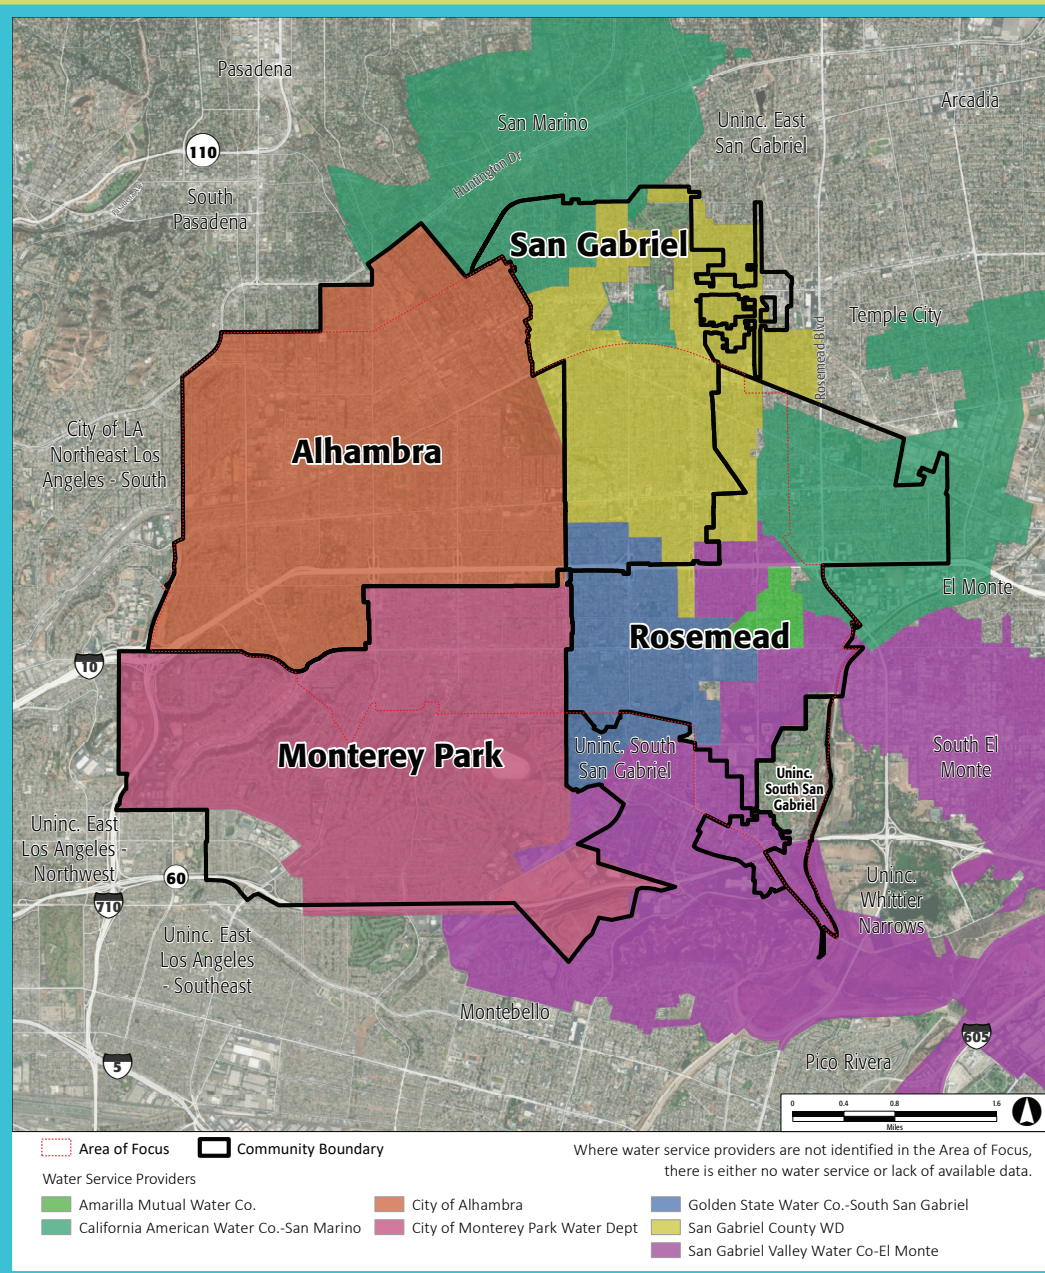 Pasadena
Arcadia
San Marino
Uninc. East
San Gabriel
110
Huntington Dr
South
Pasadena
San Gabriel
Temple City
Rosemead Blvd
City of LA
Northeast Los
Angeles - South
Alhambra
El Monte
Rosemead
10
Monterey Park
Uninc. South
San Gabriel
South El
Monte
Uninc.
South San
Gabriel
Uninc. East
Los Angeles -
Northwest
60
710
Uninc.
Whittier
Narrows
Uninc. East
Los Angeles
- Southeast
Montebello
605
5
Pico Rivera
0 0.4 0.8 1.6
Miles
Area of Focus
Community Boundary
Where water service providers are not identified in the Area of Focus,
there is either no water service or lack of available data.
Water Service Providers
Amarilla Mutual Water Co.
California American Water Co.-San Marino
City of Alhambra
City of Monterey Park Water Dept
Golden State Water Co.-South San Gabriel
San Gabriel County WD
San Gabriel Valley Water Co-El Monte